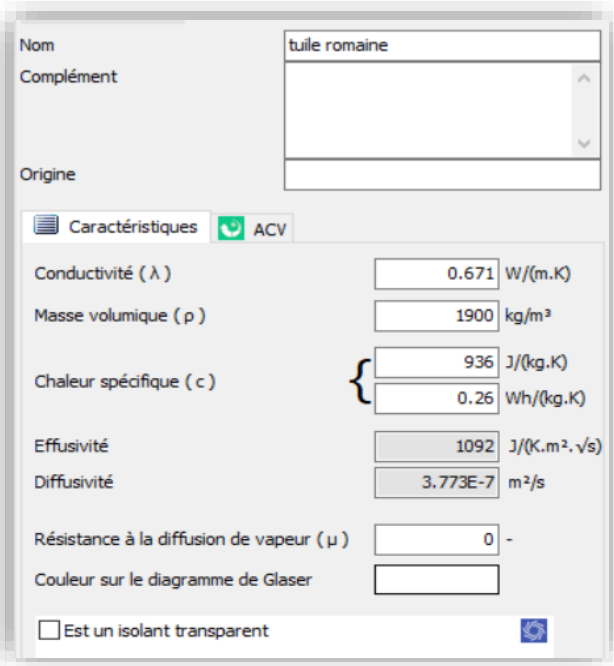 Nom tuile romaine
Complément
Origine
Caractéristiques ACV
Conductivité ( λ ) 0.671 W/(m.K)
Masse volumique ( ρ ) 1900 kg/m³
936 J/(kg.K)
Chaleur spécifique ( c ) {
0.26 Wh/(kg.K)
Effusivité 1092 J/(K.m².√s)
Diffusivité 3.773E-7 m²/s
Résistance à la diffusion de vapeur ( μ ) 0 -
Couleur sur le diagramme de Glaser
Est un isolant transparent